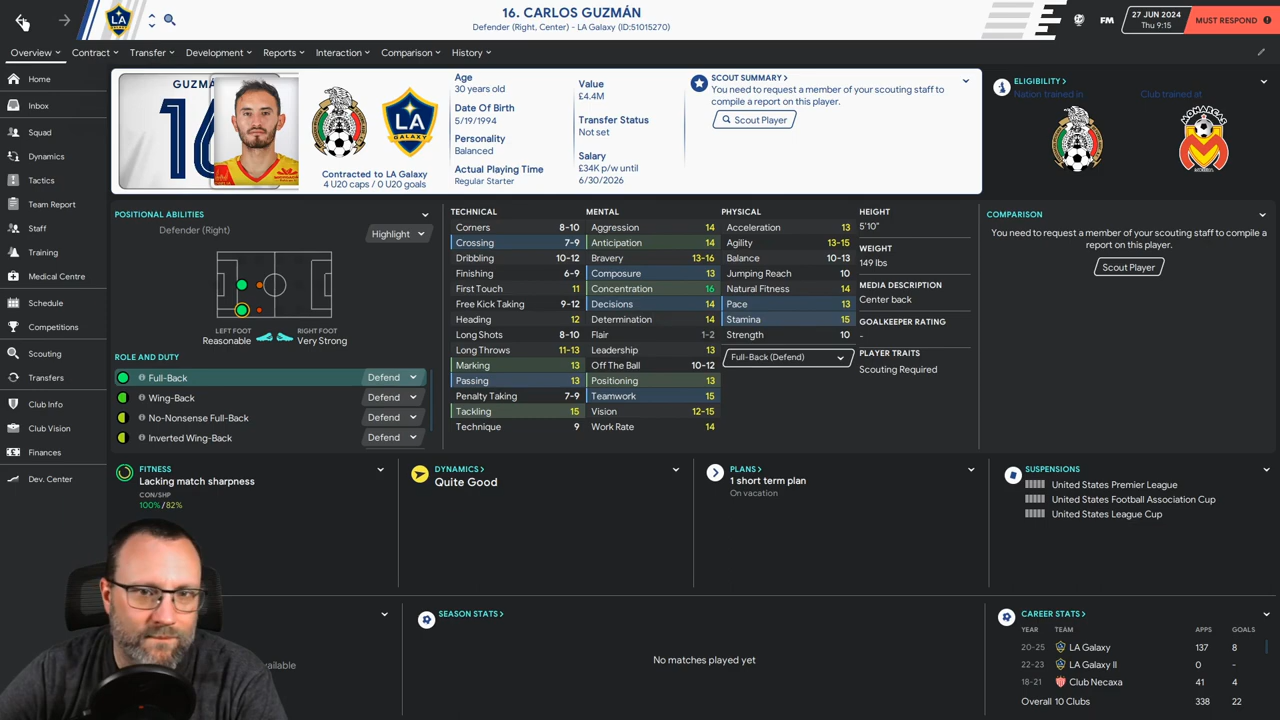 16. CARLOS GUZMÁN
Defender (Right, Center) - LA Galaxy (ID:51015270)
FM
27 JUN 2024
Thu 9:15
MUST RESPOND
Overview
Contract
Transfer
Development
Reports
Interaction
Comparison
History
Home
Inbox
Squad
Dynamics
Tactics
Team Report
Staff
Training
Medical Centre
Schedule
Competitions
Scouting
Transfers
Club Info
Club Vision
Finances
Dev. Center
GUZMÁ
16
Contracted to LA Galaxy
4 U20 caps / 0 U20 goals
Age
30 years old
Date Of Birth
5/19/1994
Personality
Balanced
Actual Playing Time
Regular Starter
Value
£4.4M
Transfer Status
Not set
Salary
£34K p/w until
6/30/2026
SCOUT SUMMARY >
You need to request a member of your scouting staff to
compile a report on this player.
Scout Player
ELIGIBILITY >
Nation trained in
Club trained at
POSITIONAL ABILITIES
Defender (Right)
Highlight
LEFT FOOT
Reasonable
RIGHT FOOT
Very Strong
ROLE AND DUTY
Full-Back Defend
Wing-Back Defend
No-Nonsense Full-Back Defend
Inverted Wing-Back Defend
TECHNICAL
Corners 8-10
Crossing 7-9
Dribbling 10-12
Finishing 6-9
First Touch 11
Free Kick Taking 9-12
Heading 12
Long Shots 8-10
Long Throws 11-13
Marking 13
Passing 13
Penalty Taking 7-9
Tackling 15
Technique 9
MENTAL
Aggression 14
Anticipation 14
Bravery 13-16
Composure 13
Concentration 16
Decisions 14
Determination 14
Flair 1-2
Leadership 13
Off The Ball 10-12
Positioning 13
Teamwork 15
Vision 12-15
Work Rate 14
PHYSICAL
Acceleration 13
Agility 13-15
Balance 10-13
Jumping Reach 10
Natural Fitness 14
Pace 13
Stamina 15
Strength 10
Full-Back (Defend)
HEIGHT
5'10"
WEIGHT
149 lbs
MEDIA DESCRIPTION
Center back
GOALKEEPER RATING
-
PLAYER TRAITS
Scouting Required
COMPARISON
You need to request a member of your scouting staff to compile a
report on this player.
Scout Player
FITNESS
Lacking match sharpness
CON/SHP
100%/82%
DYNAMICS >
Quite Good
PLANS >
1 short term plan
On vacation
SUSPENSIONS
United States Premier League
United States Football Association Cup
United States League Cup
SEASON STATS >
No matches played yet
CAREER STATS >
YEAR TEAM APPS GOALS
20-25 LA Galaxy 137 8
22-23 LA Galaxy II 0 -
18-21 Club Necaxa 41 4
Overall 10 Clubs 338 22